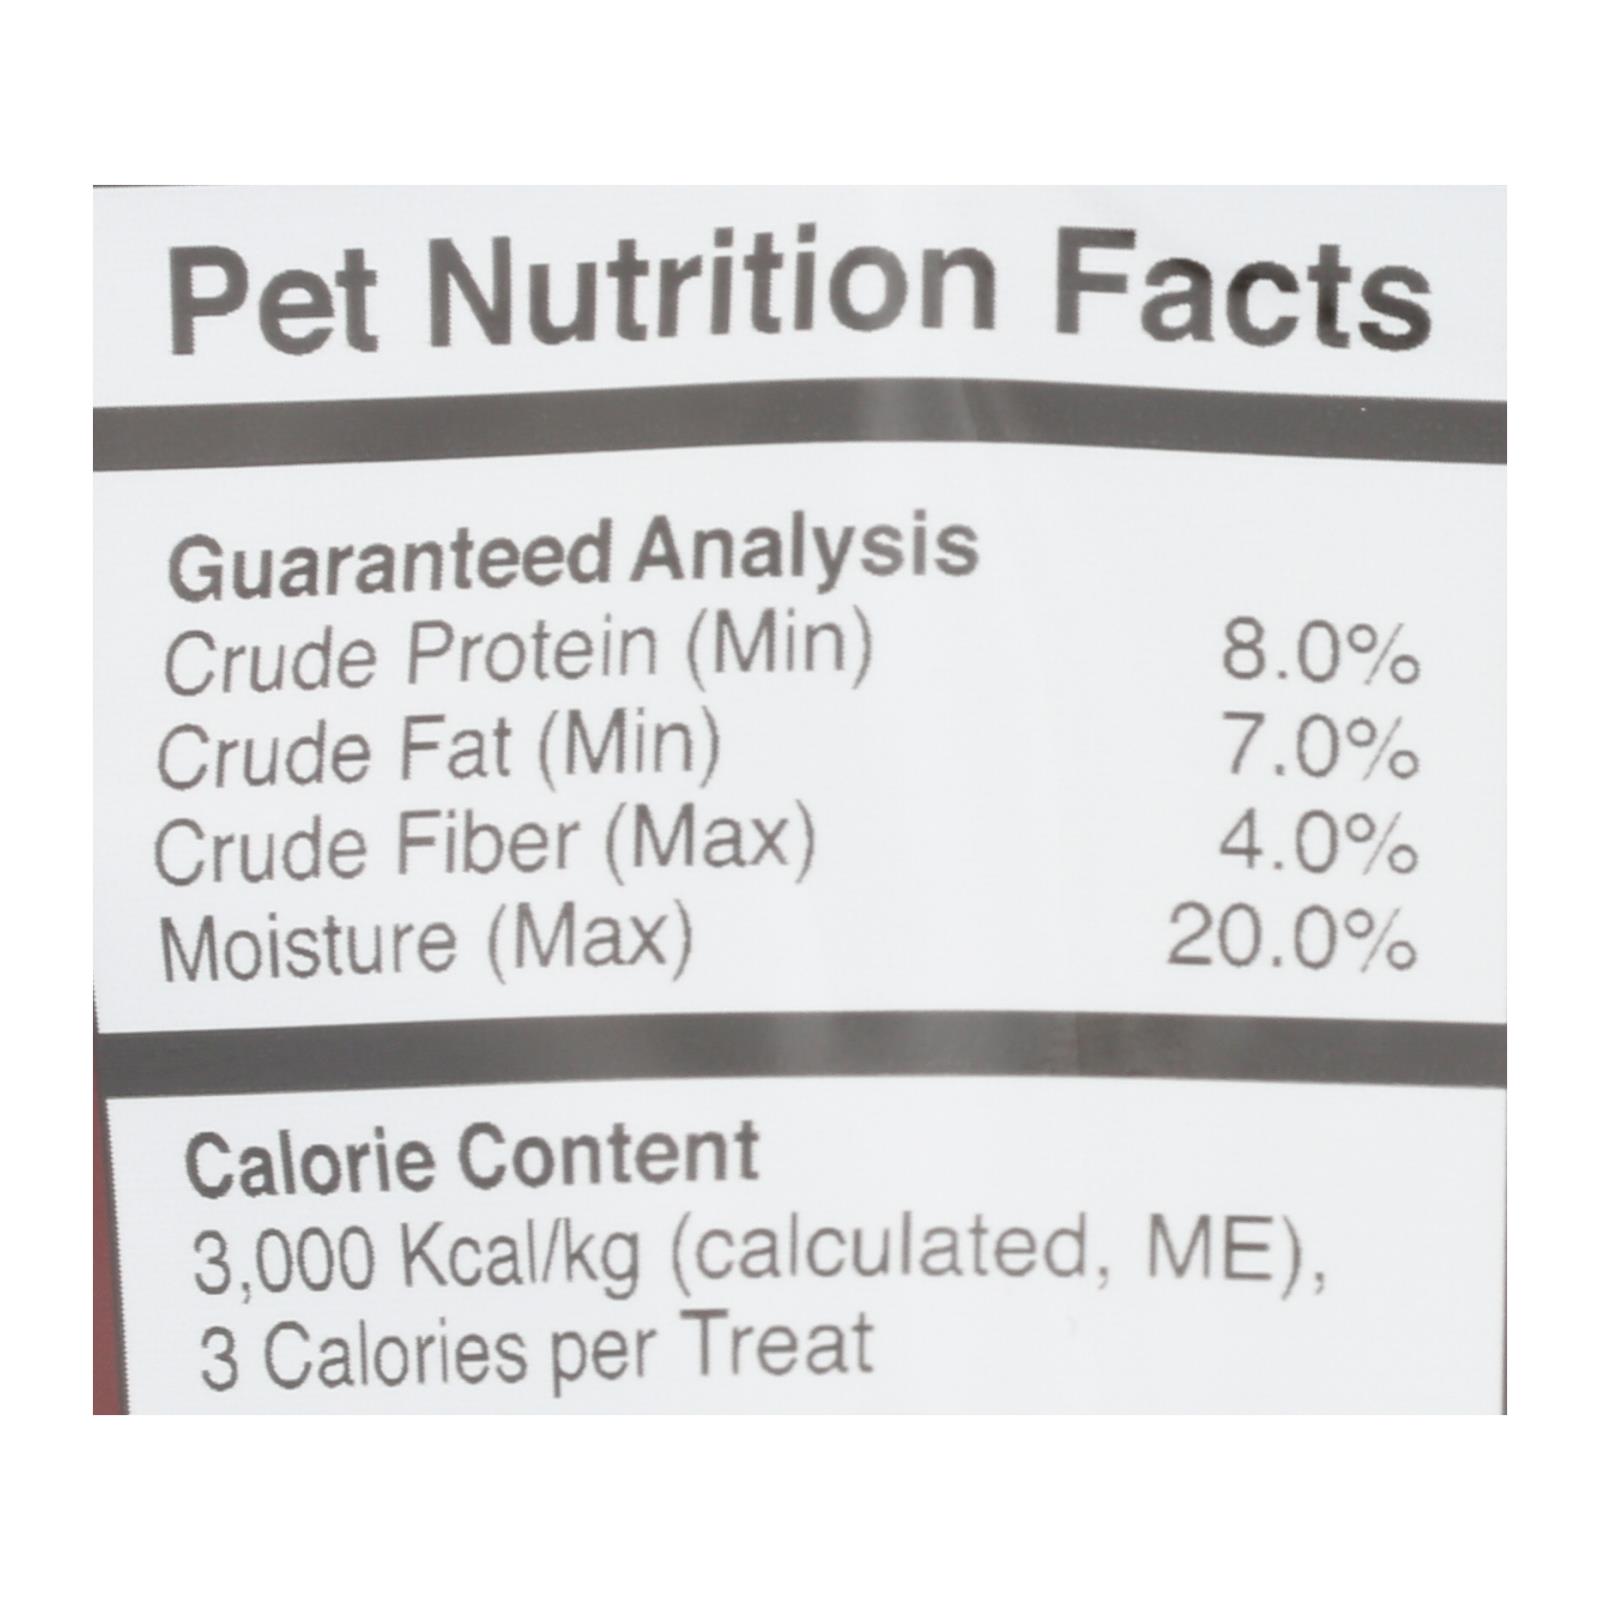 Pet Nutrition Facts
Guaranteed Analysis
Crude Protein (Min) 8.0%
Crude Fat (Min) 7.0%
Crude Fiber (Max) 4.0%
Moisture (Max) 20.0%
Calorie Content
3,000 Kcal/kg (calculated, ME),
3 Calories per Treat